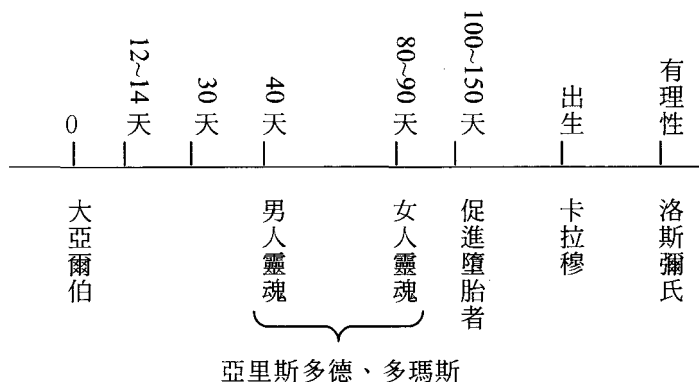 0
12~14天
30天
40天
80~90天
100~150天
出生
有理性
大亞爾伯
男人靈魂
女人靈魂
促進墮胎者
卡拉穆
洛斯彌氏
亞里斯多德、多瑪斯